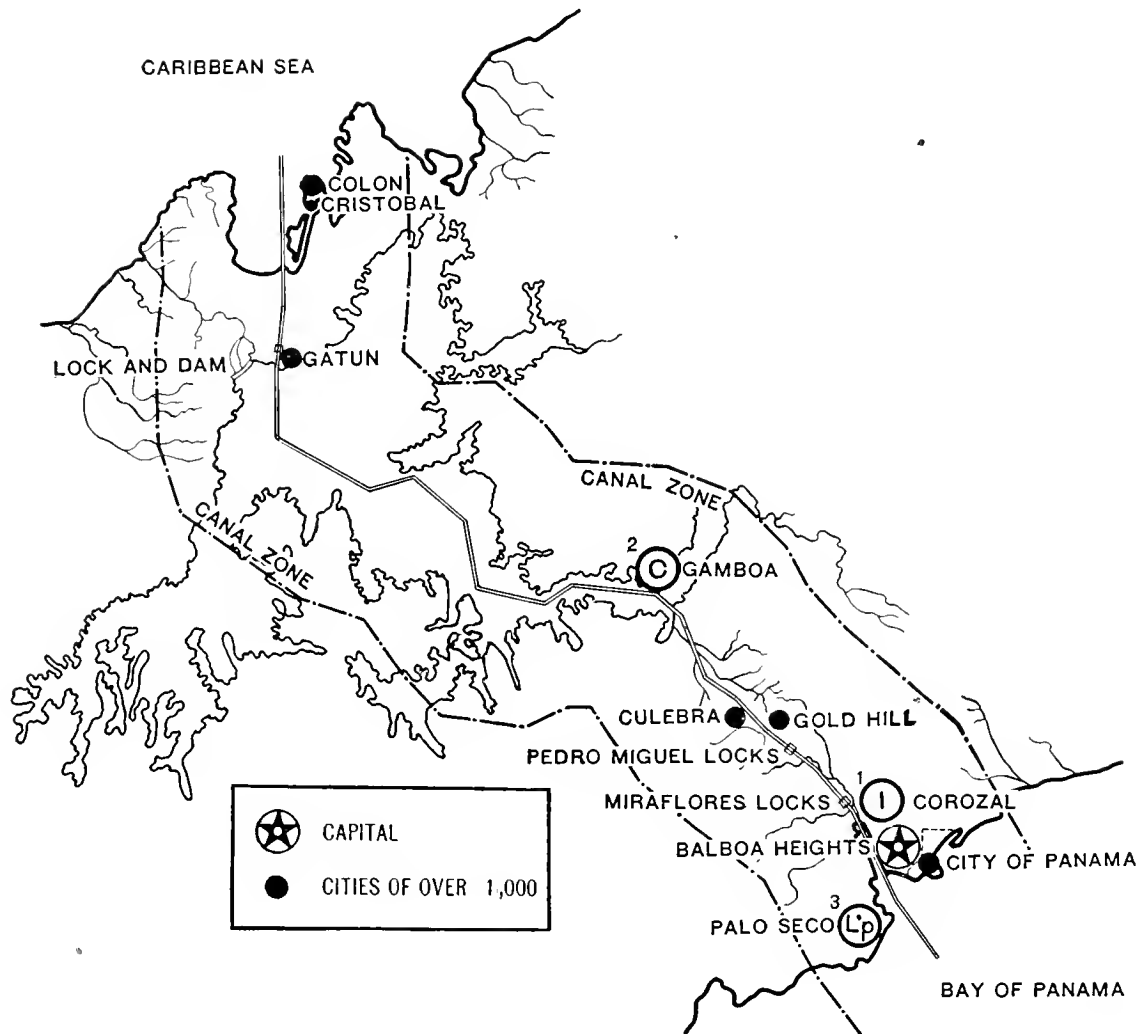 CARIBBEAN SEA
COLON
CRISTOBAL
LOCK AND DAM
GATUN
CANAL ZONE
CANAL ZONE
2
C
GAMBOA
CULEBRA
GOLD HILL
PEDRO MIGUEL LOCKS
1
MIRAFLORES LOCKS
I
COROZAL
CAPITAL
BALBOA HEIGHTS
CITY OF PANAMA
CITIES OF OVER 1,000
3
PALO SECO
L'p
BAY OF PANAMA